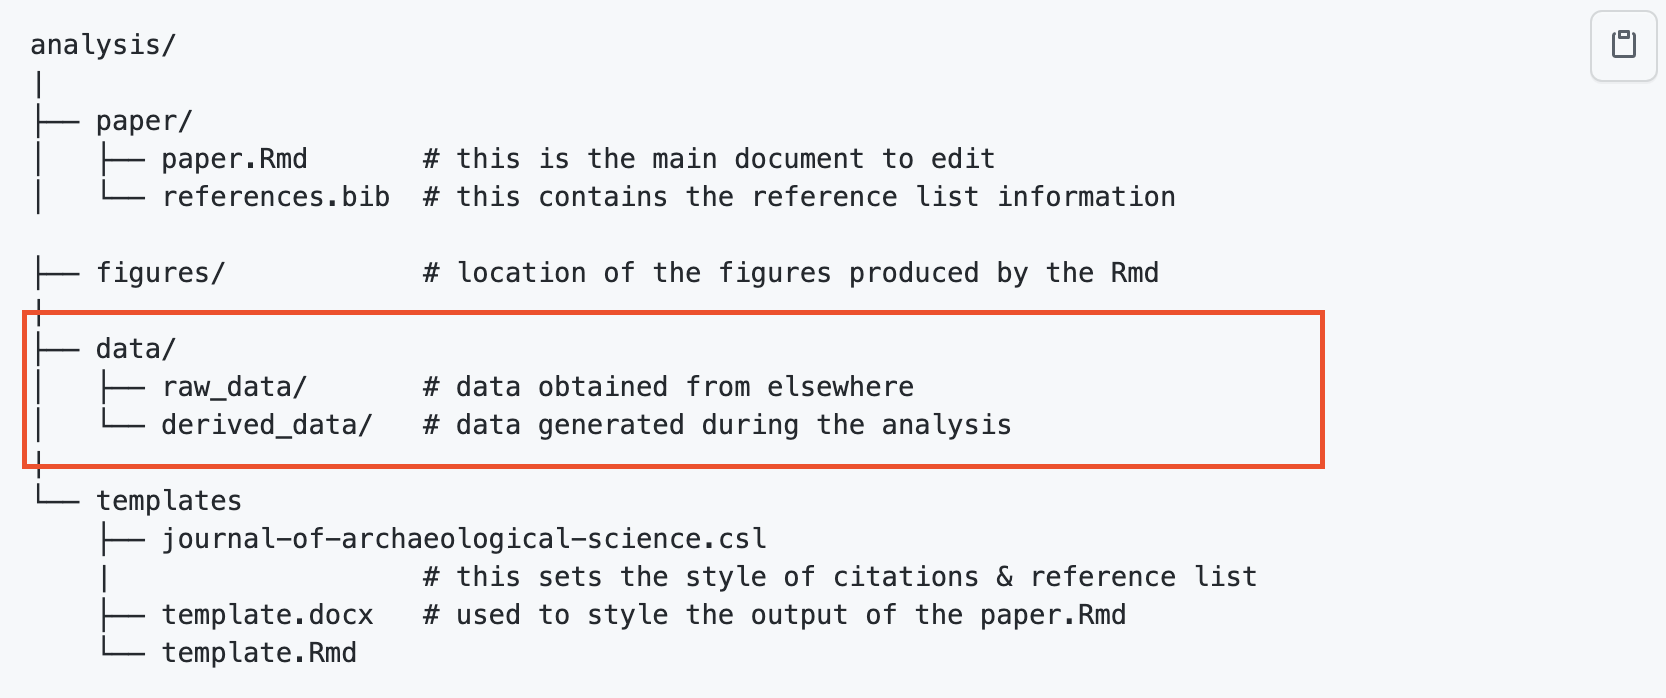 analysis/
|
├── paper/
│   ├── paper.Rmd       # this is the main document to edit
│   └── references.bib  # this contains the reference list information

├── figures/            # location of the figures produced by the Rmd
|
├── data/
│   ├── raw_data/       # data obtained from elsewhere
│   └── derived_data/   # data generated during the analysis
|
└── templates
    ├── journal-of-archaeological-science.csl
    |                   # this sets the style of citations & reference list
    ├── template.docx   # used to style the output of the paper.Rmd
    └── template.Rmd